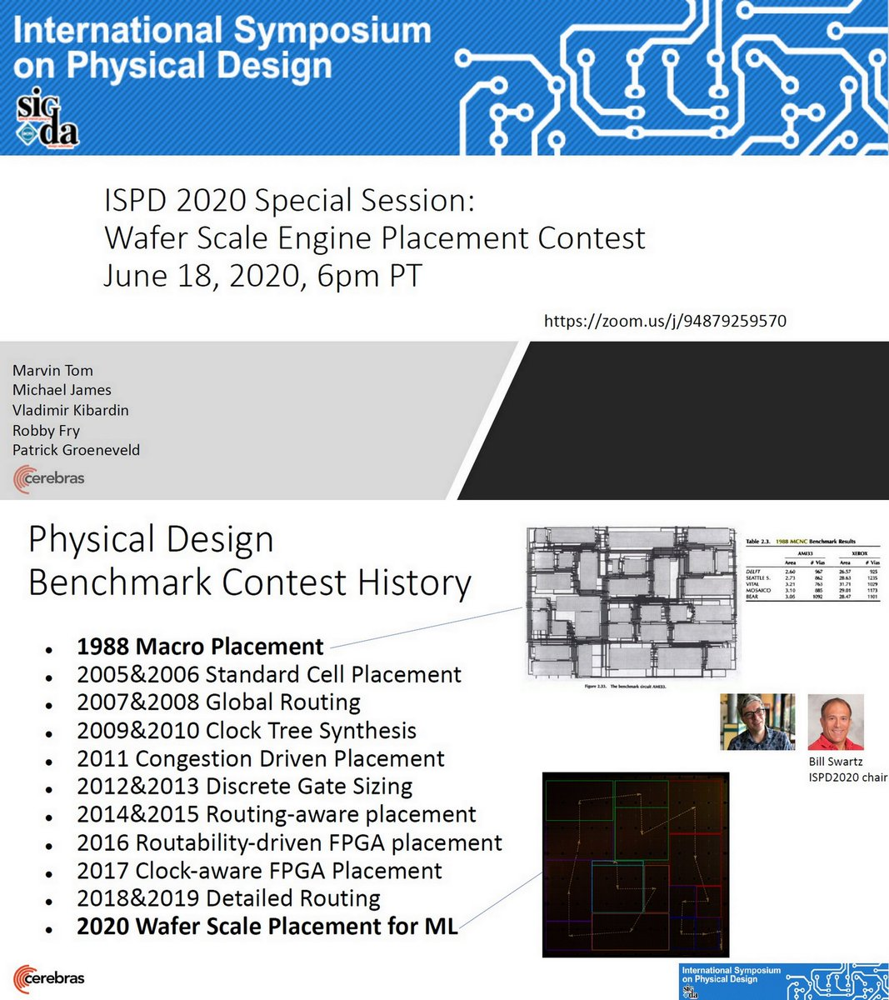 International Symposium
on Physical Design
sig
da
ISPD 2020 Special Session:
Wafer Scale Engine Placement Contest
June 18, 2020, 6pm PT
https://zoom.us/j/94879259570
Marvin Tom
Michael James
Vladimir Kibardin
Robby Fry
Patrick Groeneveld
cerebras
Physical Design
Benchmark Contest History
• 1988 Macro Placement
• 2005&2006 Standard Cell Placement
• 2007&2008 Global Routing
• 2009&2010 Clock Tree Synthesis
• 2011 Congestion Driven Placement
• 2012&2013 Discrete Gate Sizing
• 2014&2015 Routing-aware placement
• 2016 Routability-driven FPGA placement
• 2017 Clock-aware FPGA Placement
• 2018&2019 Detailed Routing
• 2020 Wafer Scale Placement for ML
Figure 2.33. The benchmark circuit AMI33.
Table 2.3. 1988 MCNC Benchmark Results
AMI33 XEROX
Area # Vias Area # Vias
DELFT 2.60 967 26.57 925
SEATTLE S. 2.73 862 28.63 1235
VITAL 3.21 763 31.71 1029
MOSAICO 3.10 885 29.01 1173
BEAR 3.05 1092 28.47 1101
Bill Swartz
ISPD2020 chair
cerebras
International Symposium
on Physical Design
sig
da